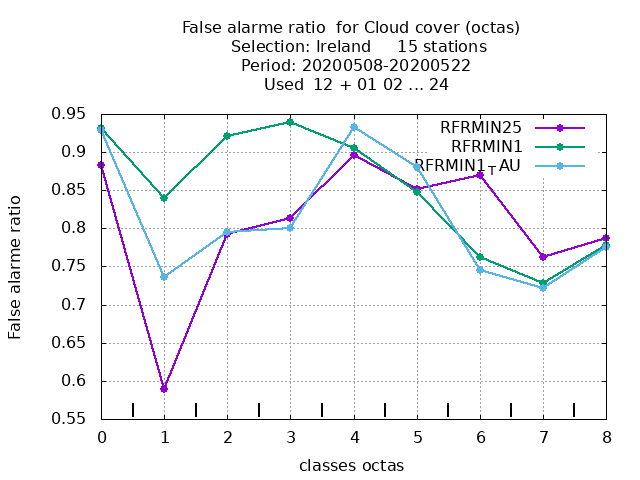 False alarme ratio  for Cloud cover (octas)
Selection: Ireland     15 stations
Period: 20200508-20200522
Used  12 + 01 02 ... 24
False alarme ratio
0.95
0.9
0.85
0.8
0.75
0.7
0.65
0.6
0.55
RFRMIN25
RFRMIN1
RFRMIN1TAU
0 1 2 3 4 5 6 7 8
classes octas